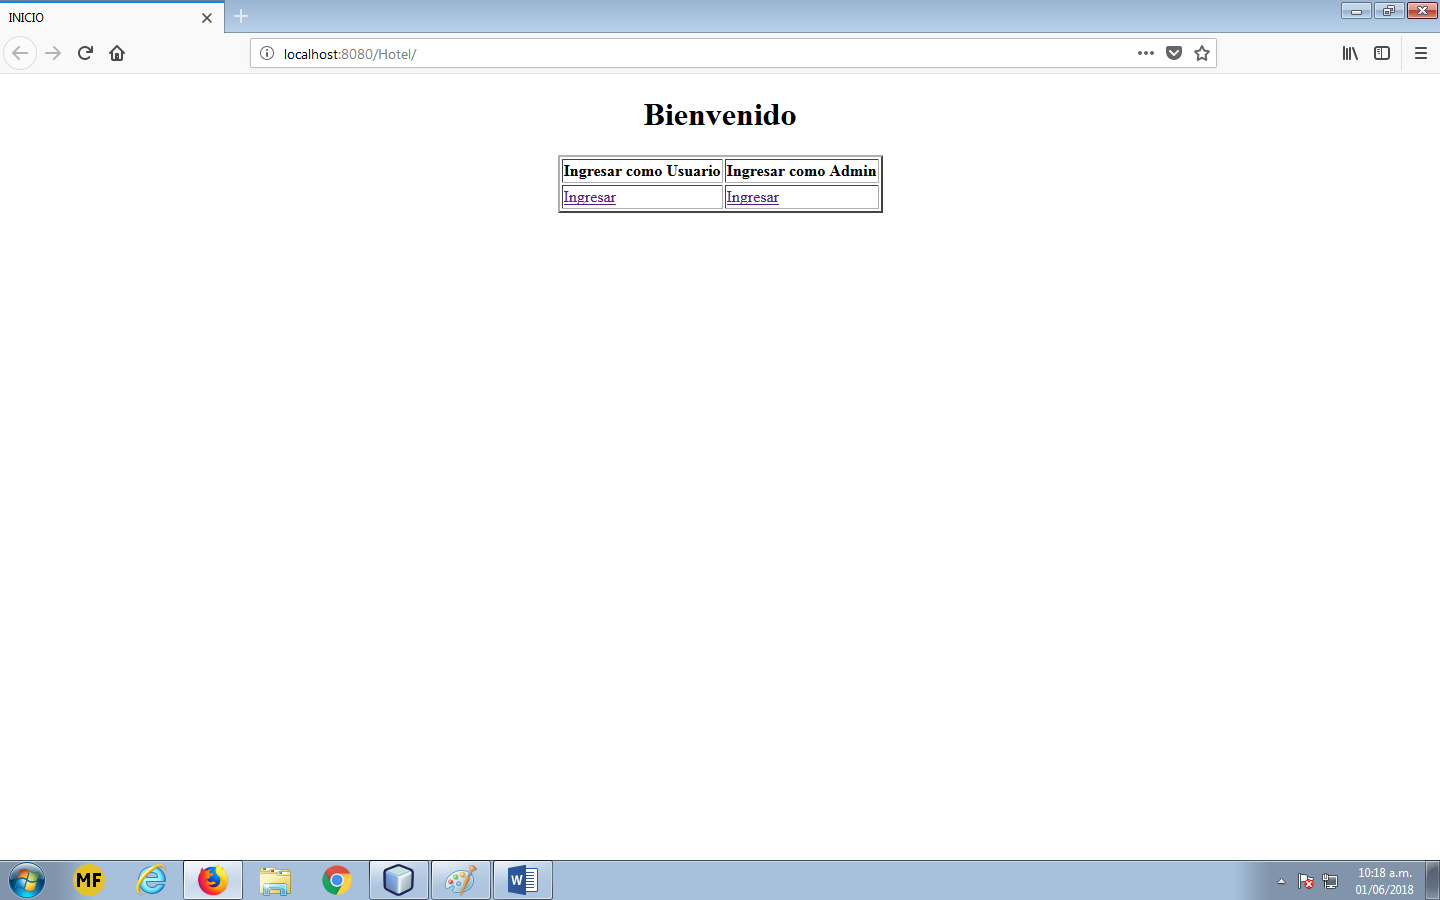 INICIO
localhost:8080/Hotel/
Bienvenido
Ingresar como Usuario Ingresar como Admin
Ingresar Ingresar
MF
W
10:18 a.m.
01/06/2018